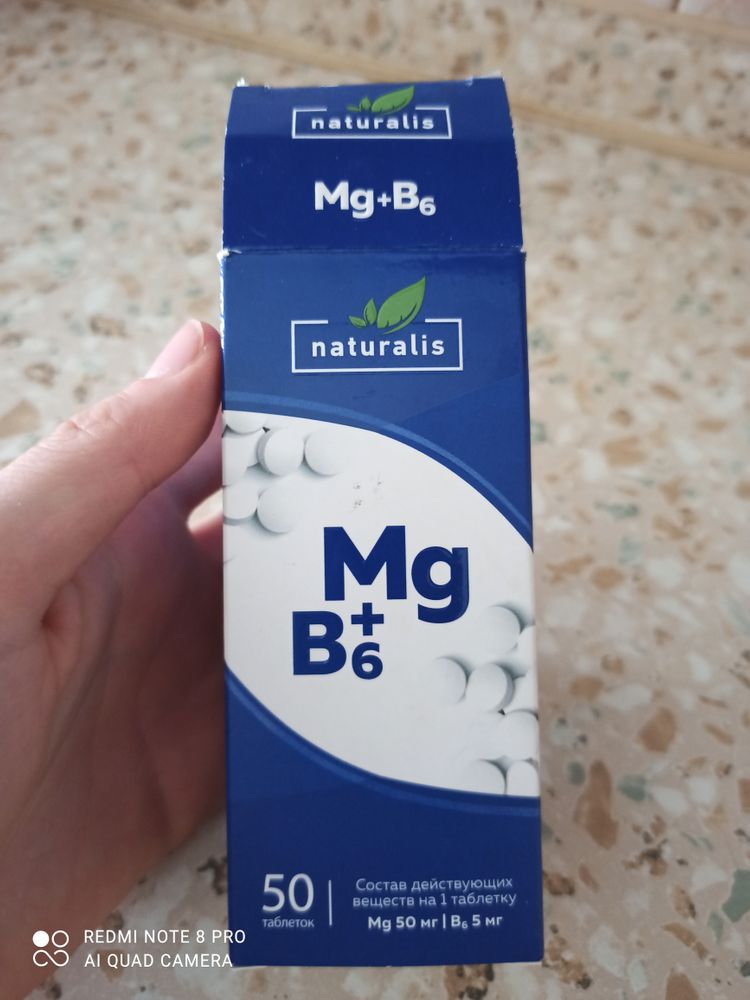 naturalis
Mg+B₆
naturalis
Mg
+
B₆
50
таблеток
Состав действующих
веществ на 1 таблетку
Mg 50 мг | B₆ 5 мг
REDMI NOTE 8 PRO
AI QUAD CAMERA